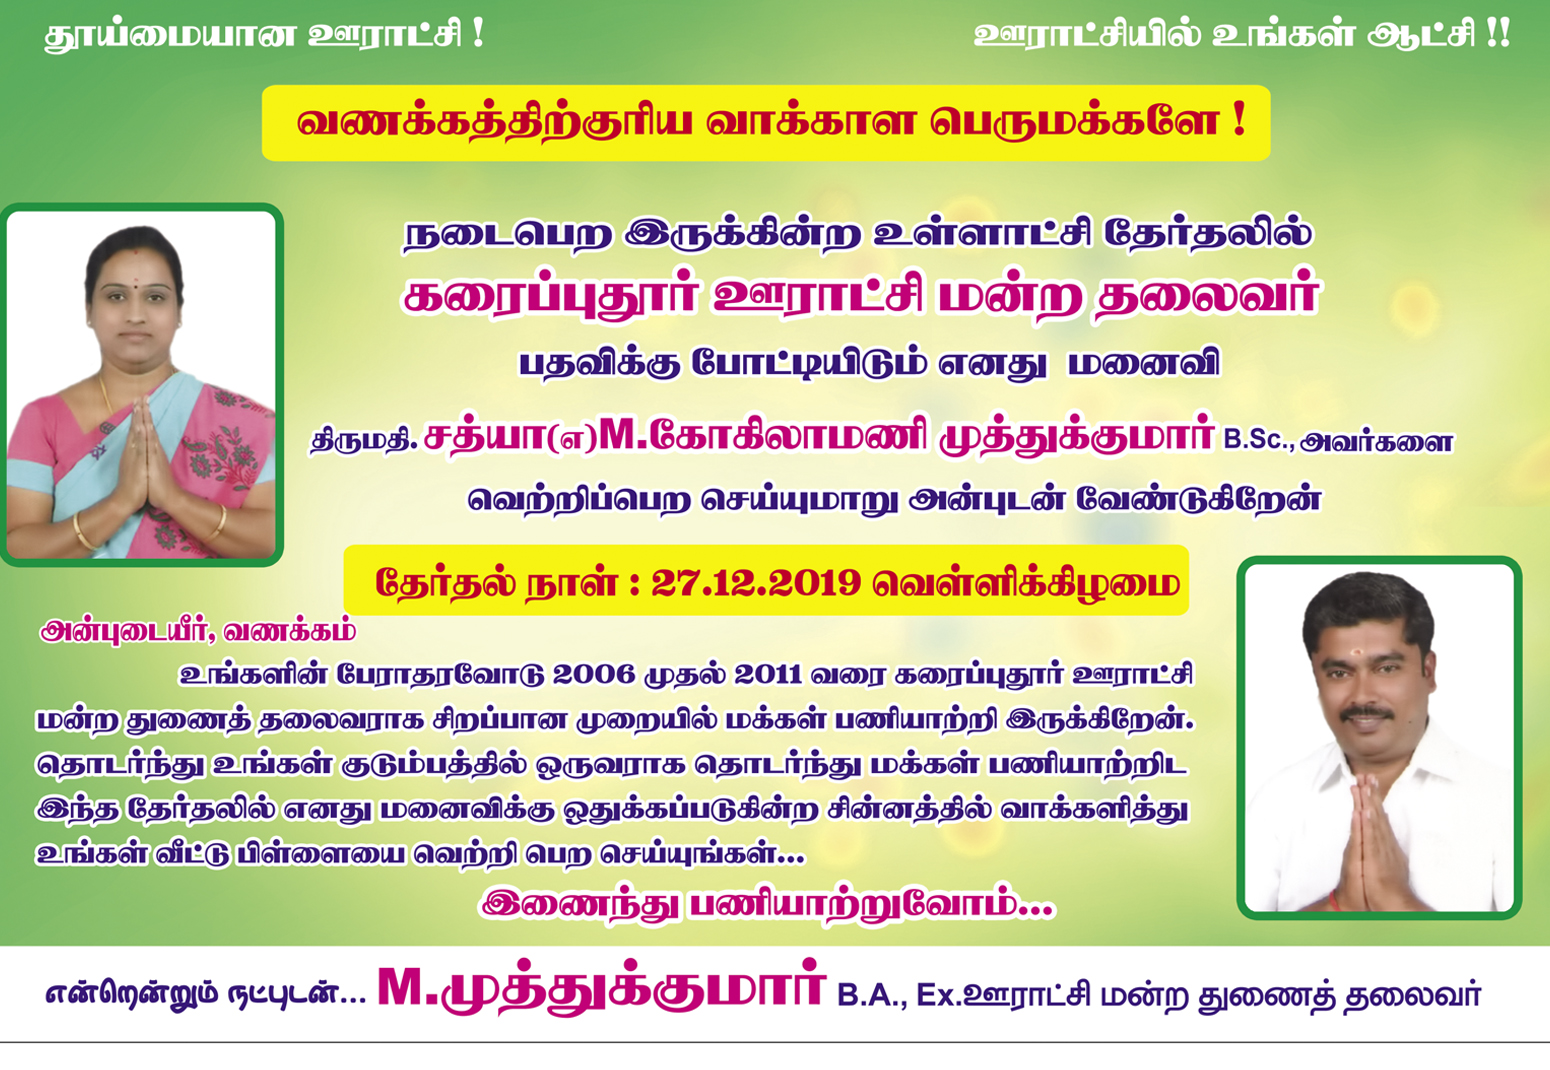 தூய்மையான ஊராட்சி !
ஊராட்சியில் உங்கள் ஆட்சி !!
வணக்கத்திற்குரிய வாக்காள பெருமக்களே !
நடைபெற இருக்கின்ற உள்ளாட்சி தேர்தலில்
கரைப்புதூர் ஊராட்சி மன்ற தலைவர்
பதவிக்கு போட்டியிடும் எனது மனைவி
திருமதி. சத்யா(எ)M.கோகிலாமணி முத்துக்குமார் B.Sc., அவர்களை
வெற்றிப்பெற செய்யுமாறு அன்புடன் வேண்டுகிறேன்
தேர்தல் நாள் : 27.12.2019 வெள்ளிக்கிழமை
அன்புடையீர், வணக்கம்
உங்களின் பேராதரவோடு 2006 முதல் 2011 வரை கரைப்புதூர் ஊராட்சி
மன்ற துணைத் தலைவராக சிறப்பான முறையில் மக்கள் பணியாற்றி இருக்கிறேன்.
தொடர்ந்து உங்கள் குடும்பத்தில் ஒருவராக தொடர்ந்து மக்கள் பணியாற்றிட
இந்த தேர்தலில் எனது மனைவிக்கு ஒதுக்கப்படுகின்ற சின்னத்தில் வாக்களித்து
உங்கள் வீட்டு பிள்ளையை வெற்றி பெற செய்யுங்கள்...
இணைந்து பணியாற்றுவோம்...
என்றென்றும் நட்புடன்... M.முத்துக்குமார் B.A., Ex.ஊராட்சி மன்ற துணைத் தலைவர்